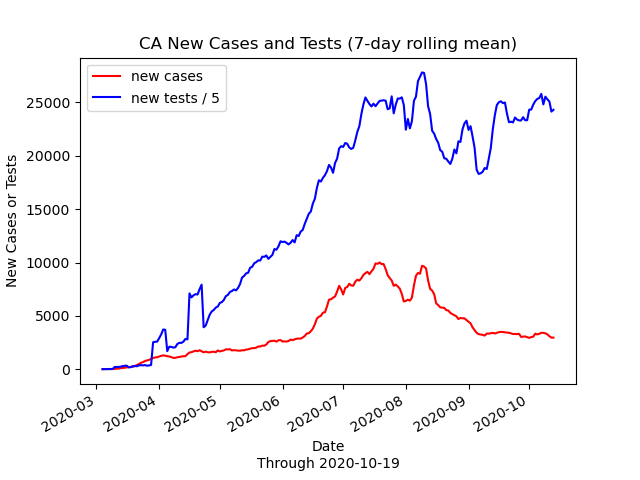 CA New Cases and Tests (7-day rolling mean)
new cases
new tests / 5
25000
20000
15000
10000
5000
0
New Cases or Tests
2020-03
2020-04
2020-05
2020-06
2020-07
2020-08
2020-09
2020-10
Date
Through 2020-10-19